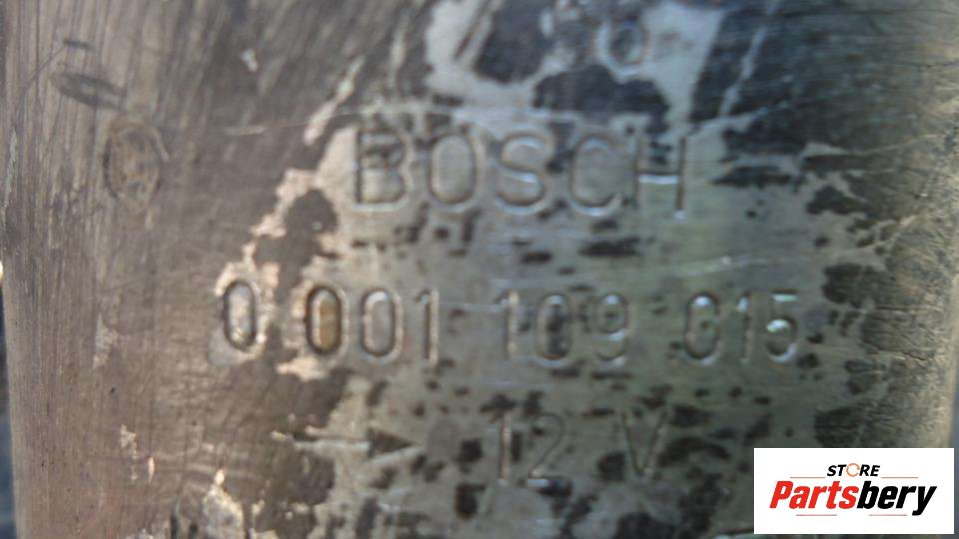 BOSCH
0 001 109 015
12 V
STORE
Partsbery